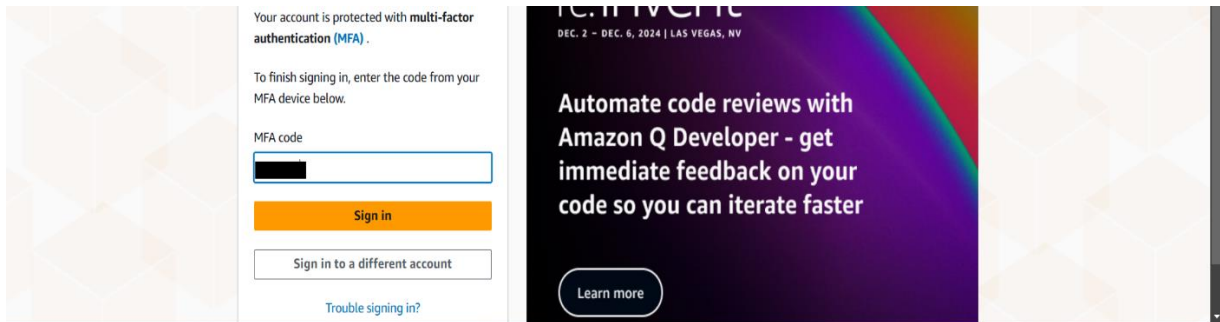 Your account is protected with multi-factor
authentication (MFA) .
To finish signing in, enter the code from your
MFA device below.
MFA code
Sign in
Sign in to a different account
Trouble signing in?
re:Invent
DEC. 2 – DEC. 6, 2024 | LAS VEGAS, NV
Automate code reviews with
Amazon Q Developer - get
immediate feedback on your
code so you can iterate faster
Learn more